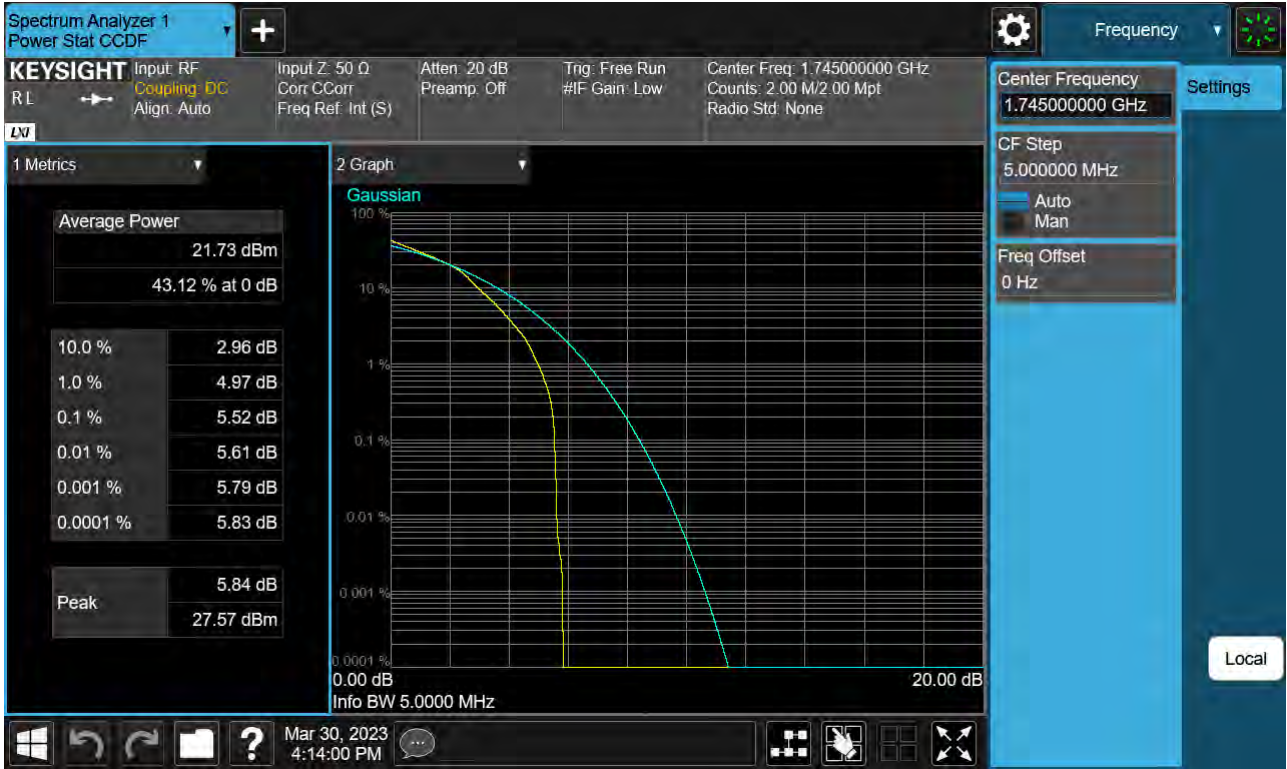 Spectrum Analyzer 1
Power Stat CCDF
+
Frequency
KEYSIGHT
R L
LXI
Input: RF
Coupling: DC
Align: Auto
Input Z: 50 Ω
Corr CCorr
Freq Ref: Int (S)
Atten: 20 dB
Preamp: Off
Trig: Free Run
#IF Gain: Low
Center Freq: 1.745000000 GHz
Counts: 2.00 M/2.00 Mpt
Radio Std: None
Center Frequency
1.745000000 GHz
Settings
CF Step
5.000000 MHz
Auto
Man
Freq Offset
0 Hz
1 Metrics
Average Power
21.73 dBm
43.12 % at 0 dB
10.0 % 2.96 dB
1.0 % 4.97 dB
0.1 % 5.52 dB
0.01 % 5.61 dB
0.001 % 5.79 dB
0.0001 % 5.83 dB
Peak
5.84 dB
27.57 dBm
2 Graph
Gaussian
100 %
10 %
1 %
0.1 %
0.01 %
0.001 %
0.0001 %
0.00 dB 20.00 dB
Info BW 5.0000 MHz
Local
?
Mar 30, 2023
4:14:00 PM